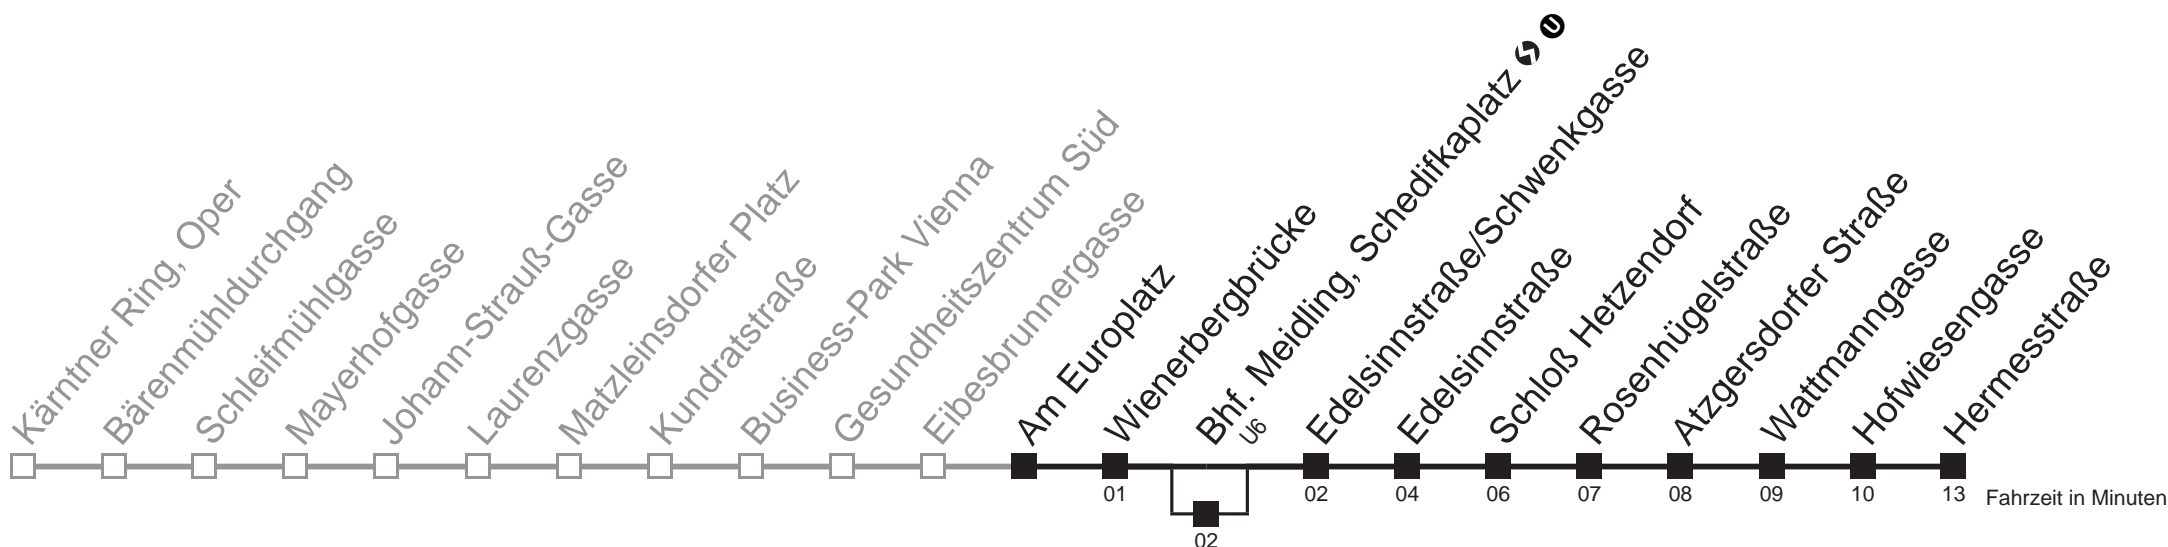 Kärntner Ring, Oper
Bärenmühldurchgang
Schleifmühlgasse
Mayerhofgasse
Johann-Strauß-Gasse
Laurenzgasse
Matzleinsdorfer Platz
Kundratstraße
Business-Park Vienna
Gesundheitszentrum Süd
Eibesbrunnergasse
Am Europlatz
Wienerbergbrücke
Bhf. Meidling, Schedifkaplatz U
U6
Edelsinnstraße/Schwenkgasse
Edelsinnstraße
Schloß Hetzendorf
Rosenhügelstraße
Atzgersdorfer Straße
Wattmanngasse
Hofwiesengasse
Hermesstraße
01 02 04 06 07 08 09 10 13 Fahrzeit in Minuten
02